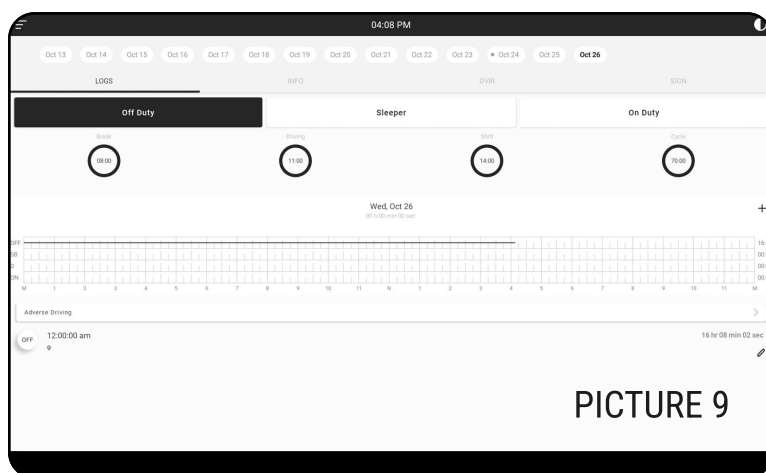 04:08 PM
Oct 13 Oct 14 Oct 15 Oct 16 Oct 17 Oct 18 Oct 19 Oct 20 Oct 21 Oct 22 Oct 23 Oct 24 Oct 25 Oct 26
LOGS INFO DVIR SIGN
Off Duty Sleeper On Duty
Break Driving Shift Cycle
08:00 11:00 14:00 70:00
Wed, Oct 26
00 h 00 min 00 sec
+
OFF 16:
SB 00:
D 00:
ON 00:
M 1 2 3 4 5 6 7 8 9 10 11 N 1 2 3 4 5 6 7 8 9 10 11 M
Adverse Driving
OFF 12:00:00 am 16 hr 08 min 02 sec
PICTURE 9